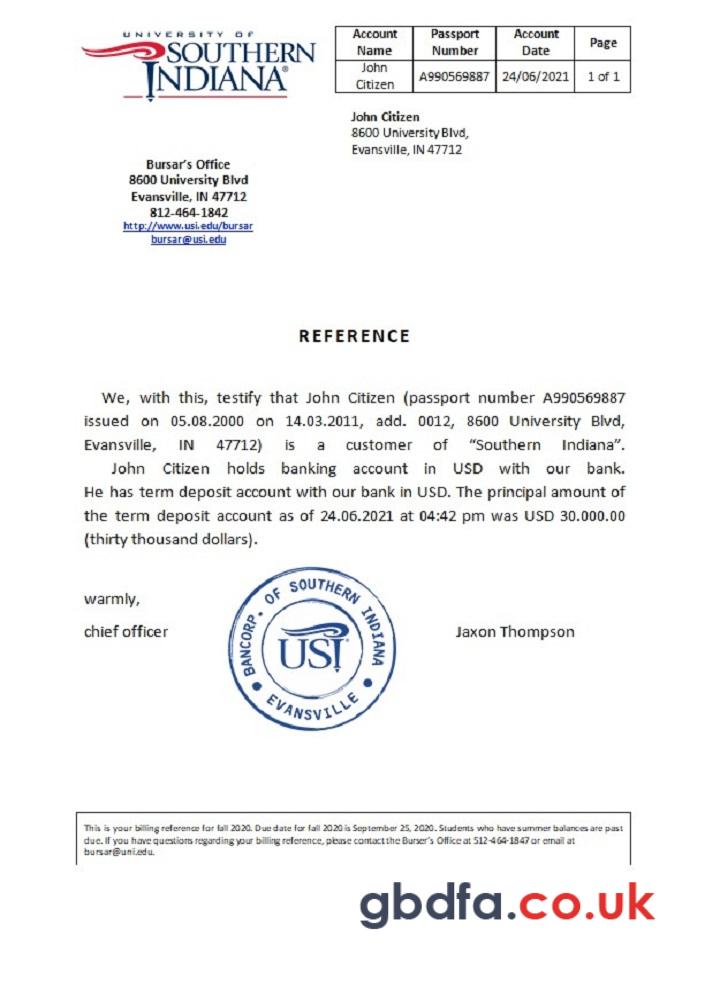 UNIVERSITY OF
SOUTHERN
INDIANA®
Account Name Passport Number Account Date Page
John Citizen A990569887 24/06/2021 1 of 1
John Citizen
8600 University Blvd,
Evansville, IN 47712
Bursar's Office
8600 University Blvd
Evansville, IN 47712
812-464-1842
http://www.usi.edu/bursar
bursar@usi.edu
REFERENCE
We, with this, testify that John Citizen (passport number A990569887
issued on 05.08.2000 on 14.03.2011, add. 0012, 8600 University Blvd,
Evansville, IN 47712) is a customer of “Southern Indiana”.
John Citizen holds banking account in USD with our bank.
He has term deposit account with our bank in USD. The principal amount of
the term deposit account as of 24.06.2021 at 04:42 pm was USD 30.000.00
(thirty thousand dollars).
warmly,
chief officer
BANCORP. OF SOUTHERN INDIANA
USI
EVANSVILLE
Jaxon Thompson
This is your billing reference for fall 2020. Due date for fall 2020 is September 25, 2020. Students who have summer balances are past
due. If you have questions regarding your billing reference, please contact the Burser's Office at 512-464-1847 or email at
bursar@uni.edu.
gbdfa.co.uk